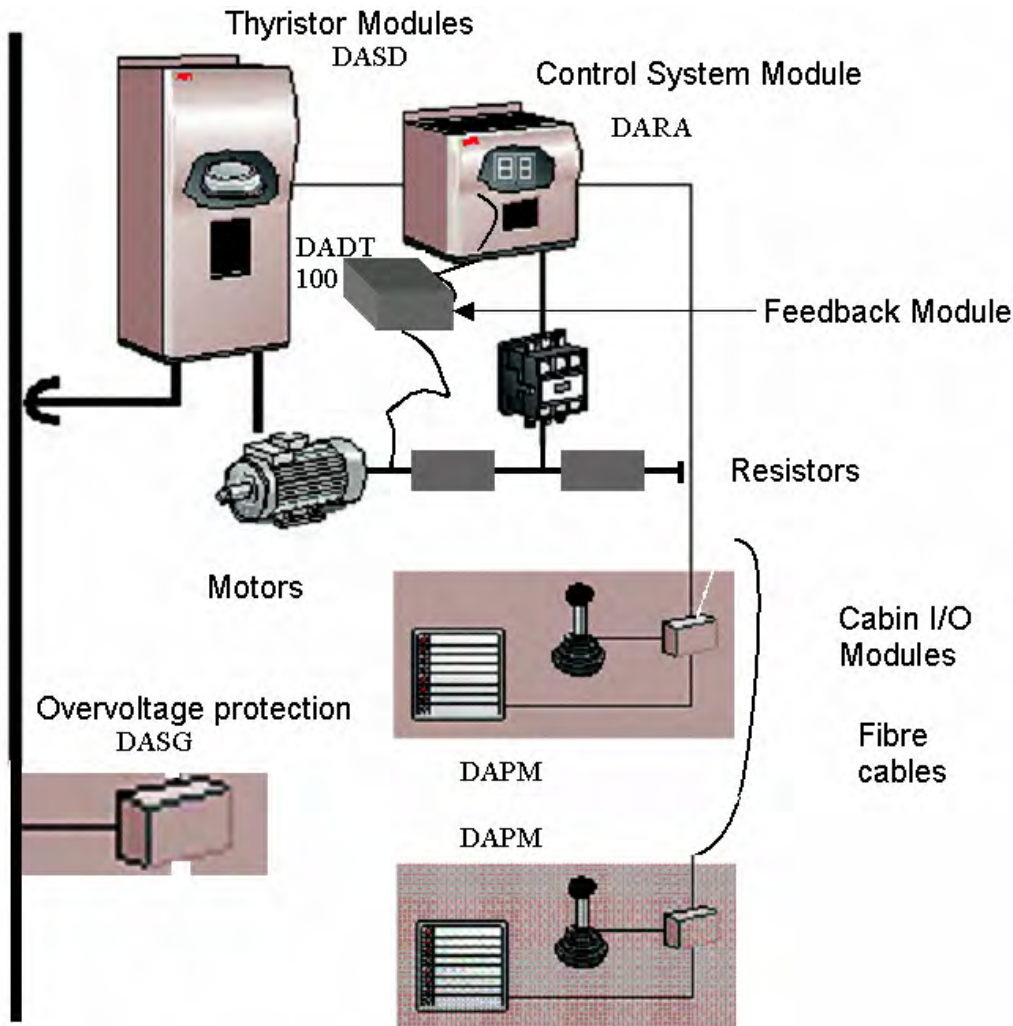 Thyristor Modules
DASD
Control System Module
DARA
DADT
100
Feedback Module
Resistors
Motors
Cabin I/O
Modules
Overvoltage protection
DASG
Fibre
cables
DAPM
DAPM